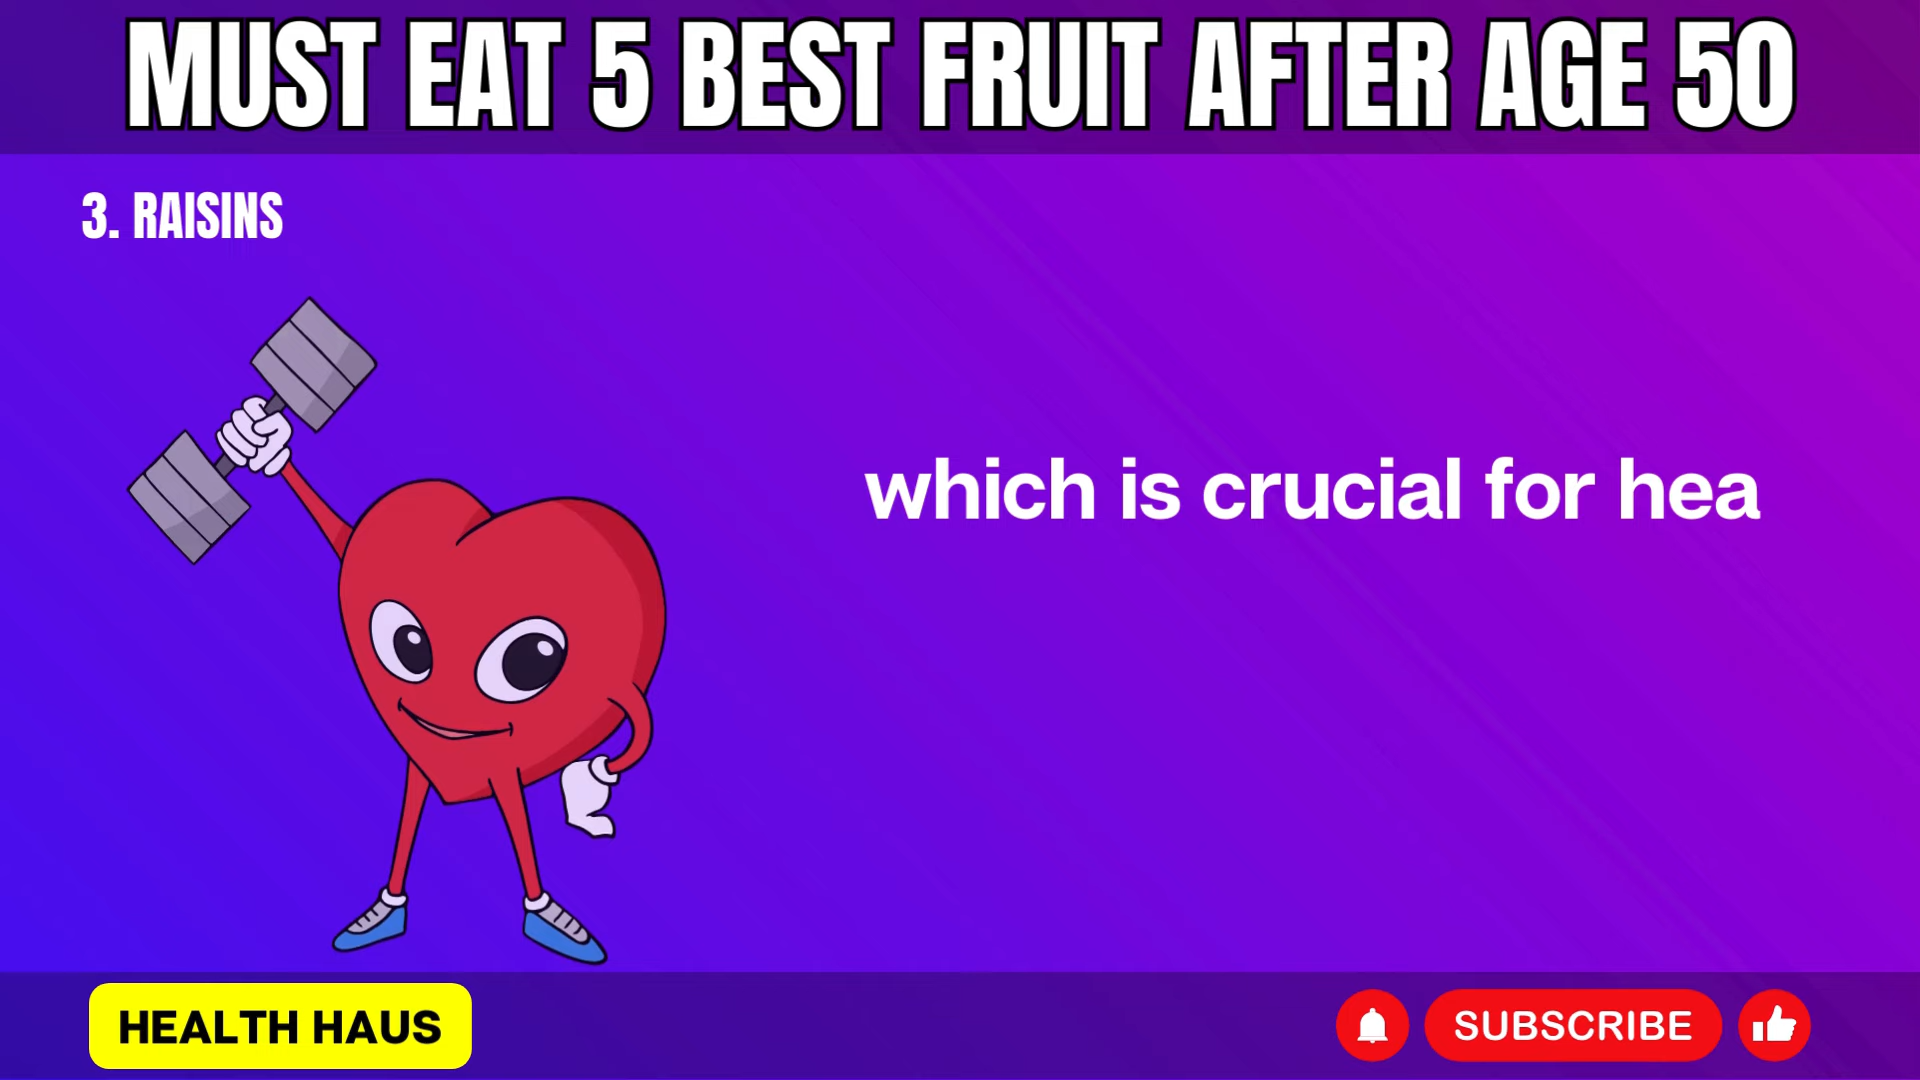 MUST EAT 5 BEST FRUIT AFTER AGE 50
3. RAISINS
which is crucial for hea
HEALTH HAUS
SUBSCRIBE